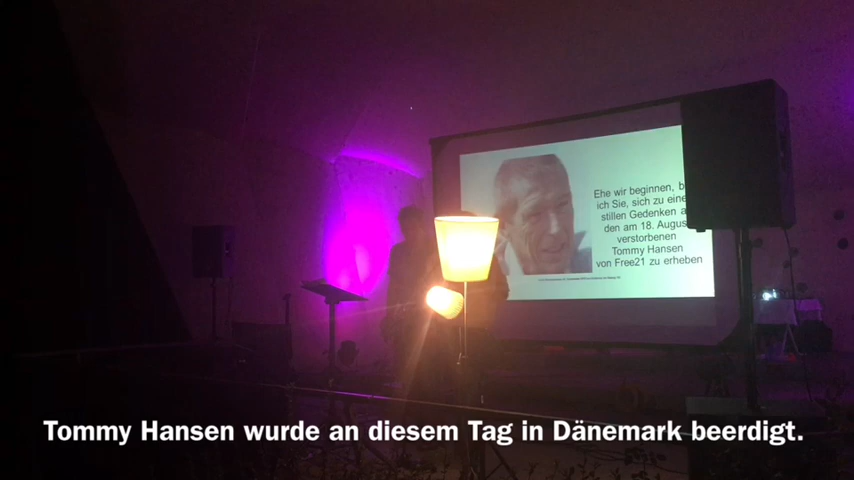 Ehe wir beginnen, b
ich Sie, sich zu eine
stillen Gedenken a
den am 18. Augus
verstorbenen
Tommy Hansen
von Free21 zu erheben
Tommy Hansen wurde an diesem Tag in Dänemark beerdigt.